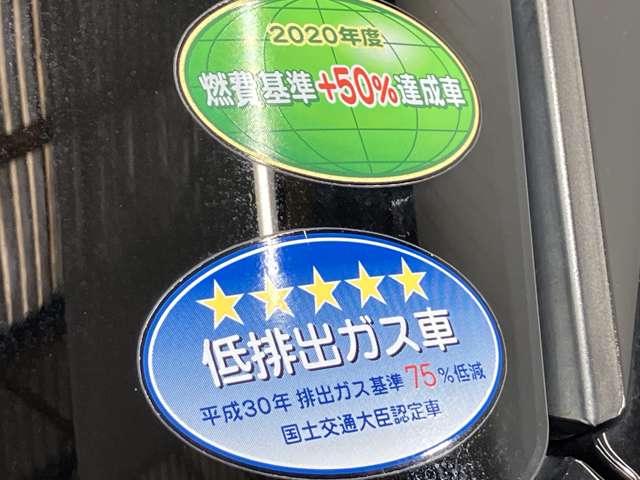 2020年度
燃費基準+50%達成車
低排出ガス車
平成30年排出ガス基準75%低減
国土交通大臣認定車